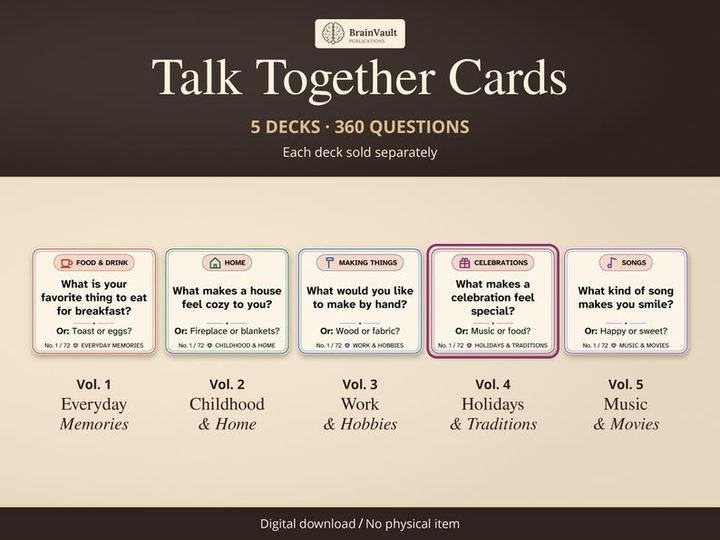 BrainVault
PUBLICATIONS
Talk Together Cards
5 DECKS · 360 QUESTIONS
Each deck sold separately
FOOD & DRINK
What is your
favorite thing to eat
for breakfast?
Or: Toast or eggs?
No. 1 / 72 EVERYDAY MEMORIES
HOME
What makes a house
feel cozy to you?
Or: Fireplace or blankets?
No. 1 / 72 CHILDHOOD & HOME
MAKING THINGS
What would you like
to make by hand?
Or: Wood or fabric?
No. 1 / 72 WORK & HOBBIES
CELEBRATIONS
What makes a
celebration feel
special?
Or: Music or food?
No. 1 / 72 HOLIDAYS & TRADITIONS
SONGS
What kind of song
makes you smile?
Or: Happy or sweet?
No. 1 / 72 MUSIC & MOVIES
Vol. 1
Everyday
Memories
Vol. 2
Childhood
& Home
Vol. 3
Work
& Hobbies
Vol. 4
Holidays
& Traditions
Vol. 5
Music
& Movies
Digital download / No physical item